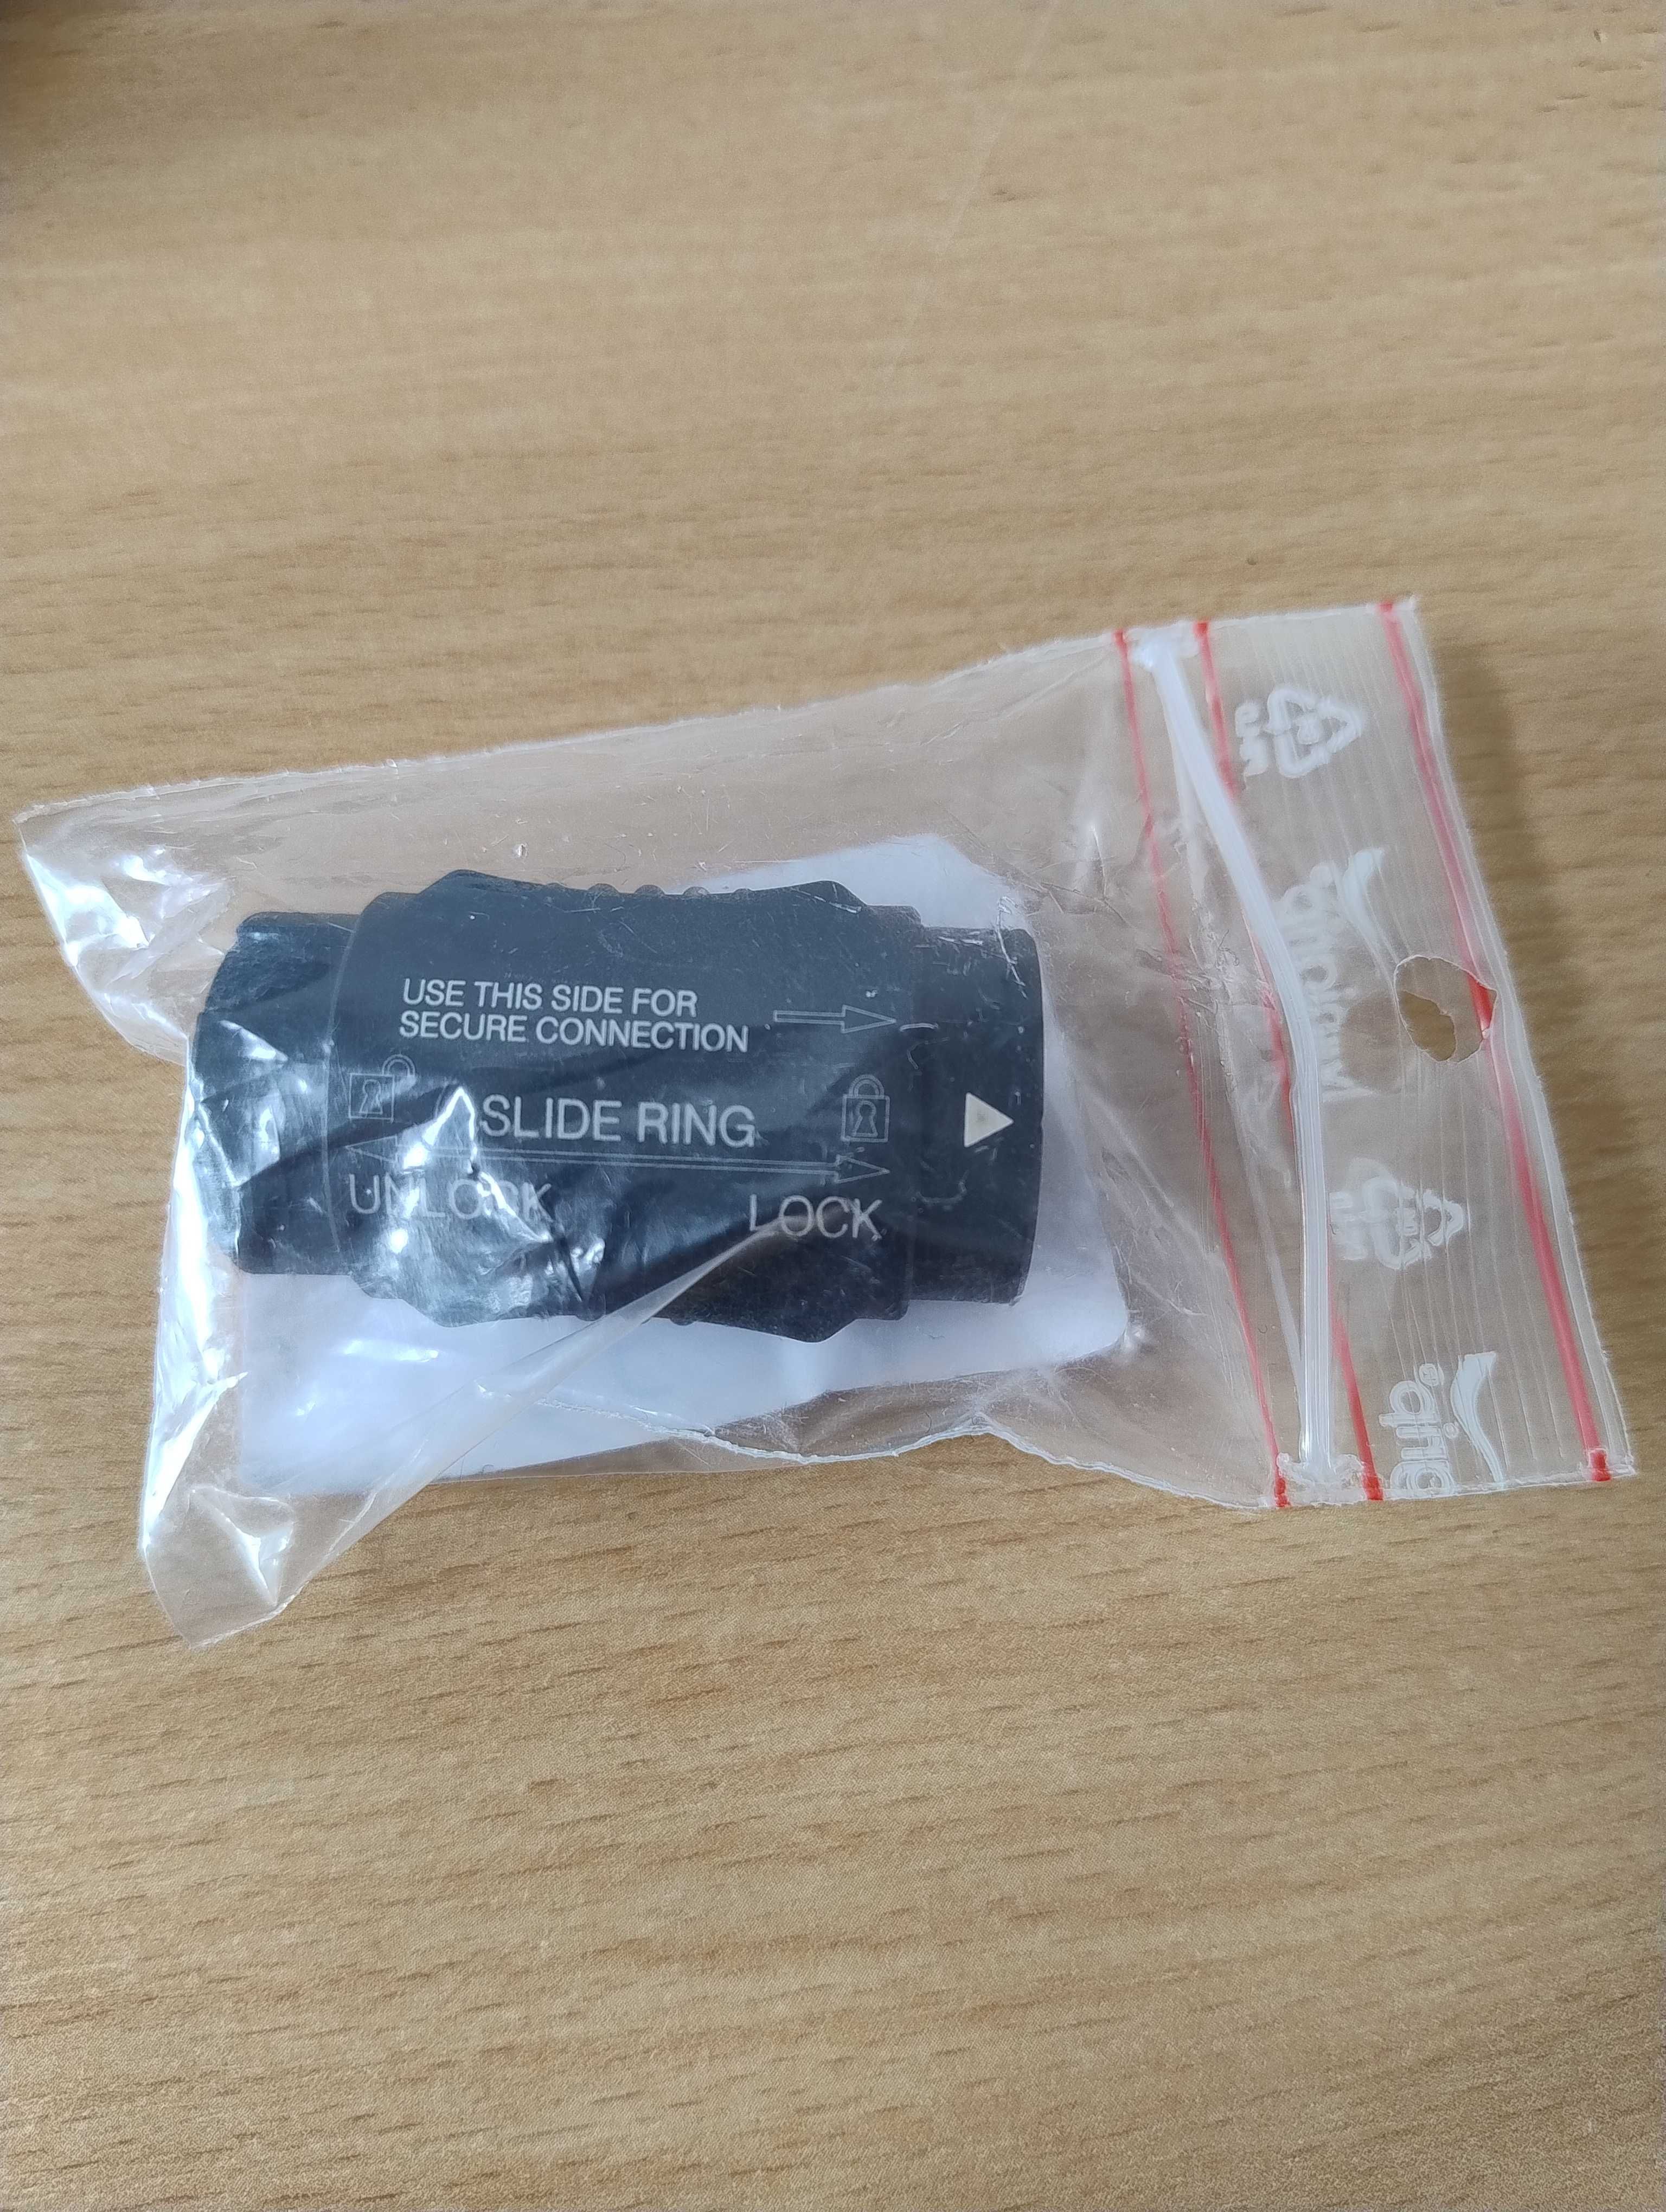 USE THIS SIDE FOR
SECURE CONNECTION
SLIDE RING
UNLOCK
LOCK